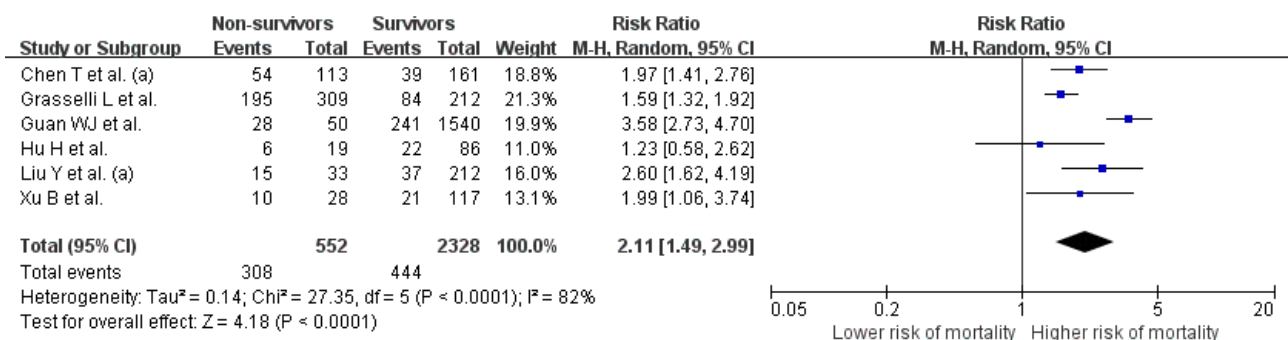 Non-survivors Survivors Risk Ratio Risk Ratio
Study or Subgroup Events Total Events Total Weight M-H, Random, 95% CI M-H, Random, 95% CI
Chen T et al. (a) 54 113 39 161 18.8% 1.97 [1.41, 2.76]
Grasselli L et al. 195 309 84 212 21.3% 1.59 [1.32, 1.92]
Guan WJ et al. 28 50 241 1540 19.9% 3.58 [2.73, 4.70]
Hu H et al. 6 19 22 86 11.0% 1.23 [0.58, 2.62]
Liu Y et al. (a) 15 33 37 212 16.0% 2.60 [1.62, 4.19]
Xu B et al. 10 28 21 117 13.1% 1.99 [1.06, 3.74]
Total (95% CI) 552 2328 100.0% 2.11 [1.49, 2.99]
Total events 308 444
Heterogeneity: Tau² = 0.14; Chi² = 27.35, df = 5 (P < 0.0001); I² = 82%
Test for overall effect: Z = 4.18 (P < 0.0001)
0.05 0.2 1 5 20
Lower risk of mortality Higher risk of mortality